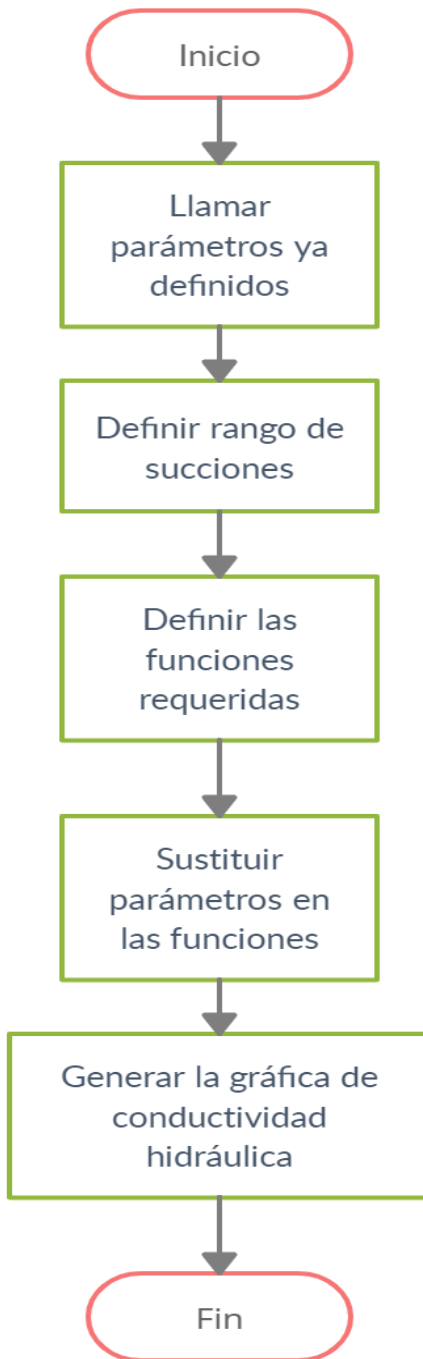 Inicio
Llamar
parámetros ya
definidos
Definir rango de
succiones
Definir las
funciones
requeridas
Sustituir
parámetros en
las funciones
Generar la gráfica de
conductividad
hidráulica
Fin